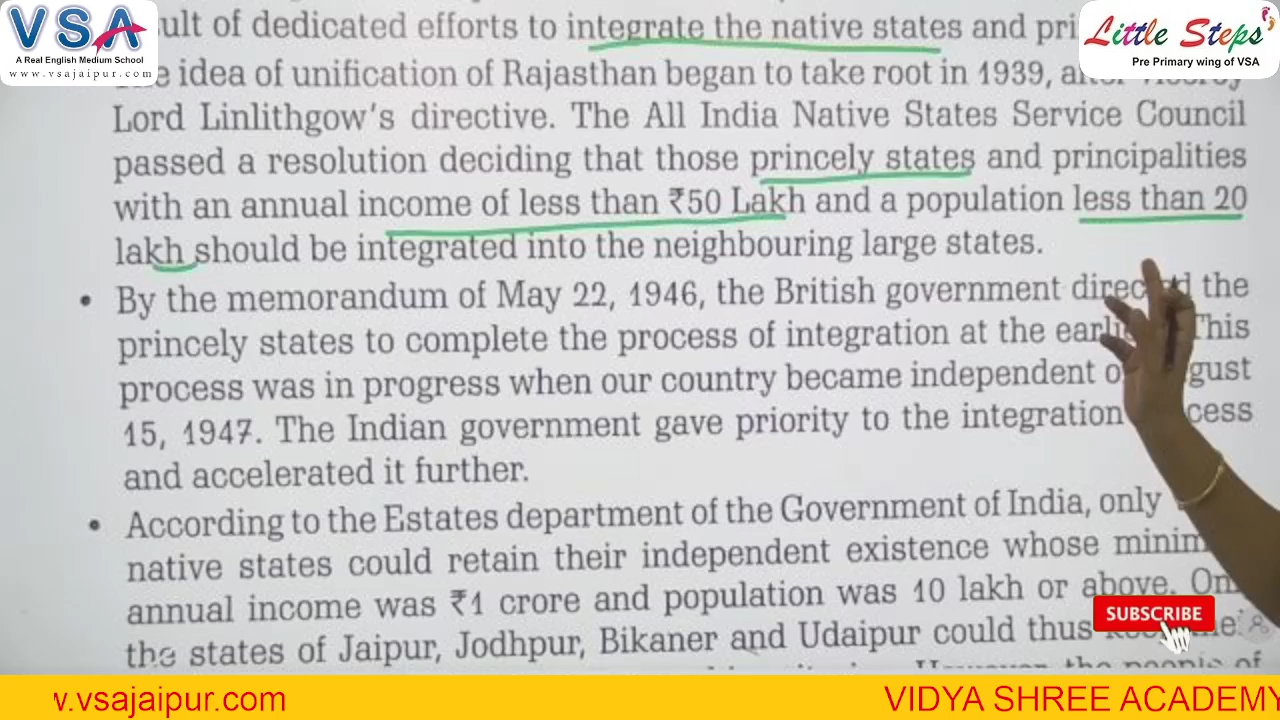 VSA
A Real English Medium School
www.vsajaipur.com
Little Steps
Pre Primary wing of VSA
sult of dedicated efforts to integrate the native states and
idea of unification of Rajasthan began to take root in 1939,
Lord Linlithgow's directive. The All India Native States Service Council
passed a resolution deciding that those princely states and principalities
with an annual income of less than ₹50 Lakh and a population less than 20
lakh should be integrated into the neighbouring large states.
• By the memorandum of May 22, 1946, the British government the
princely states to complete the process of integration at the This
process was in progress when our country became independent gust
15, 1947. The Indian government gave priority to the integration cess
and accelerated it further.
• According to the Estates department of the Government of India, only
native states could retain their independent existence whose
annual income was ₹1 crore and population was 10 lakh or above.
the states of Jaipur, Jodhpur, Bikaner and Udaipur could thus
SUBSCRIBE
w.vsajaipur.com
VIDYA SHREE ACADEMY